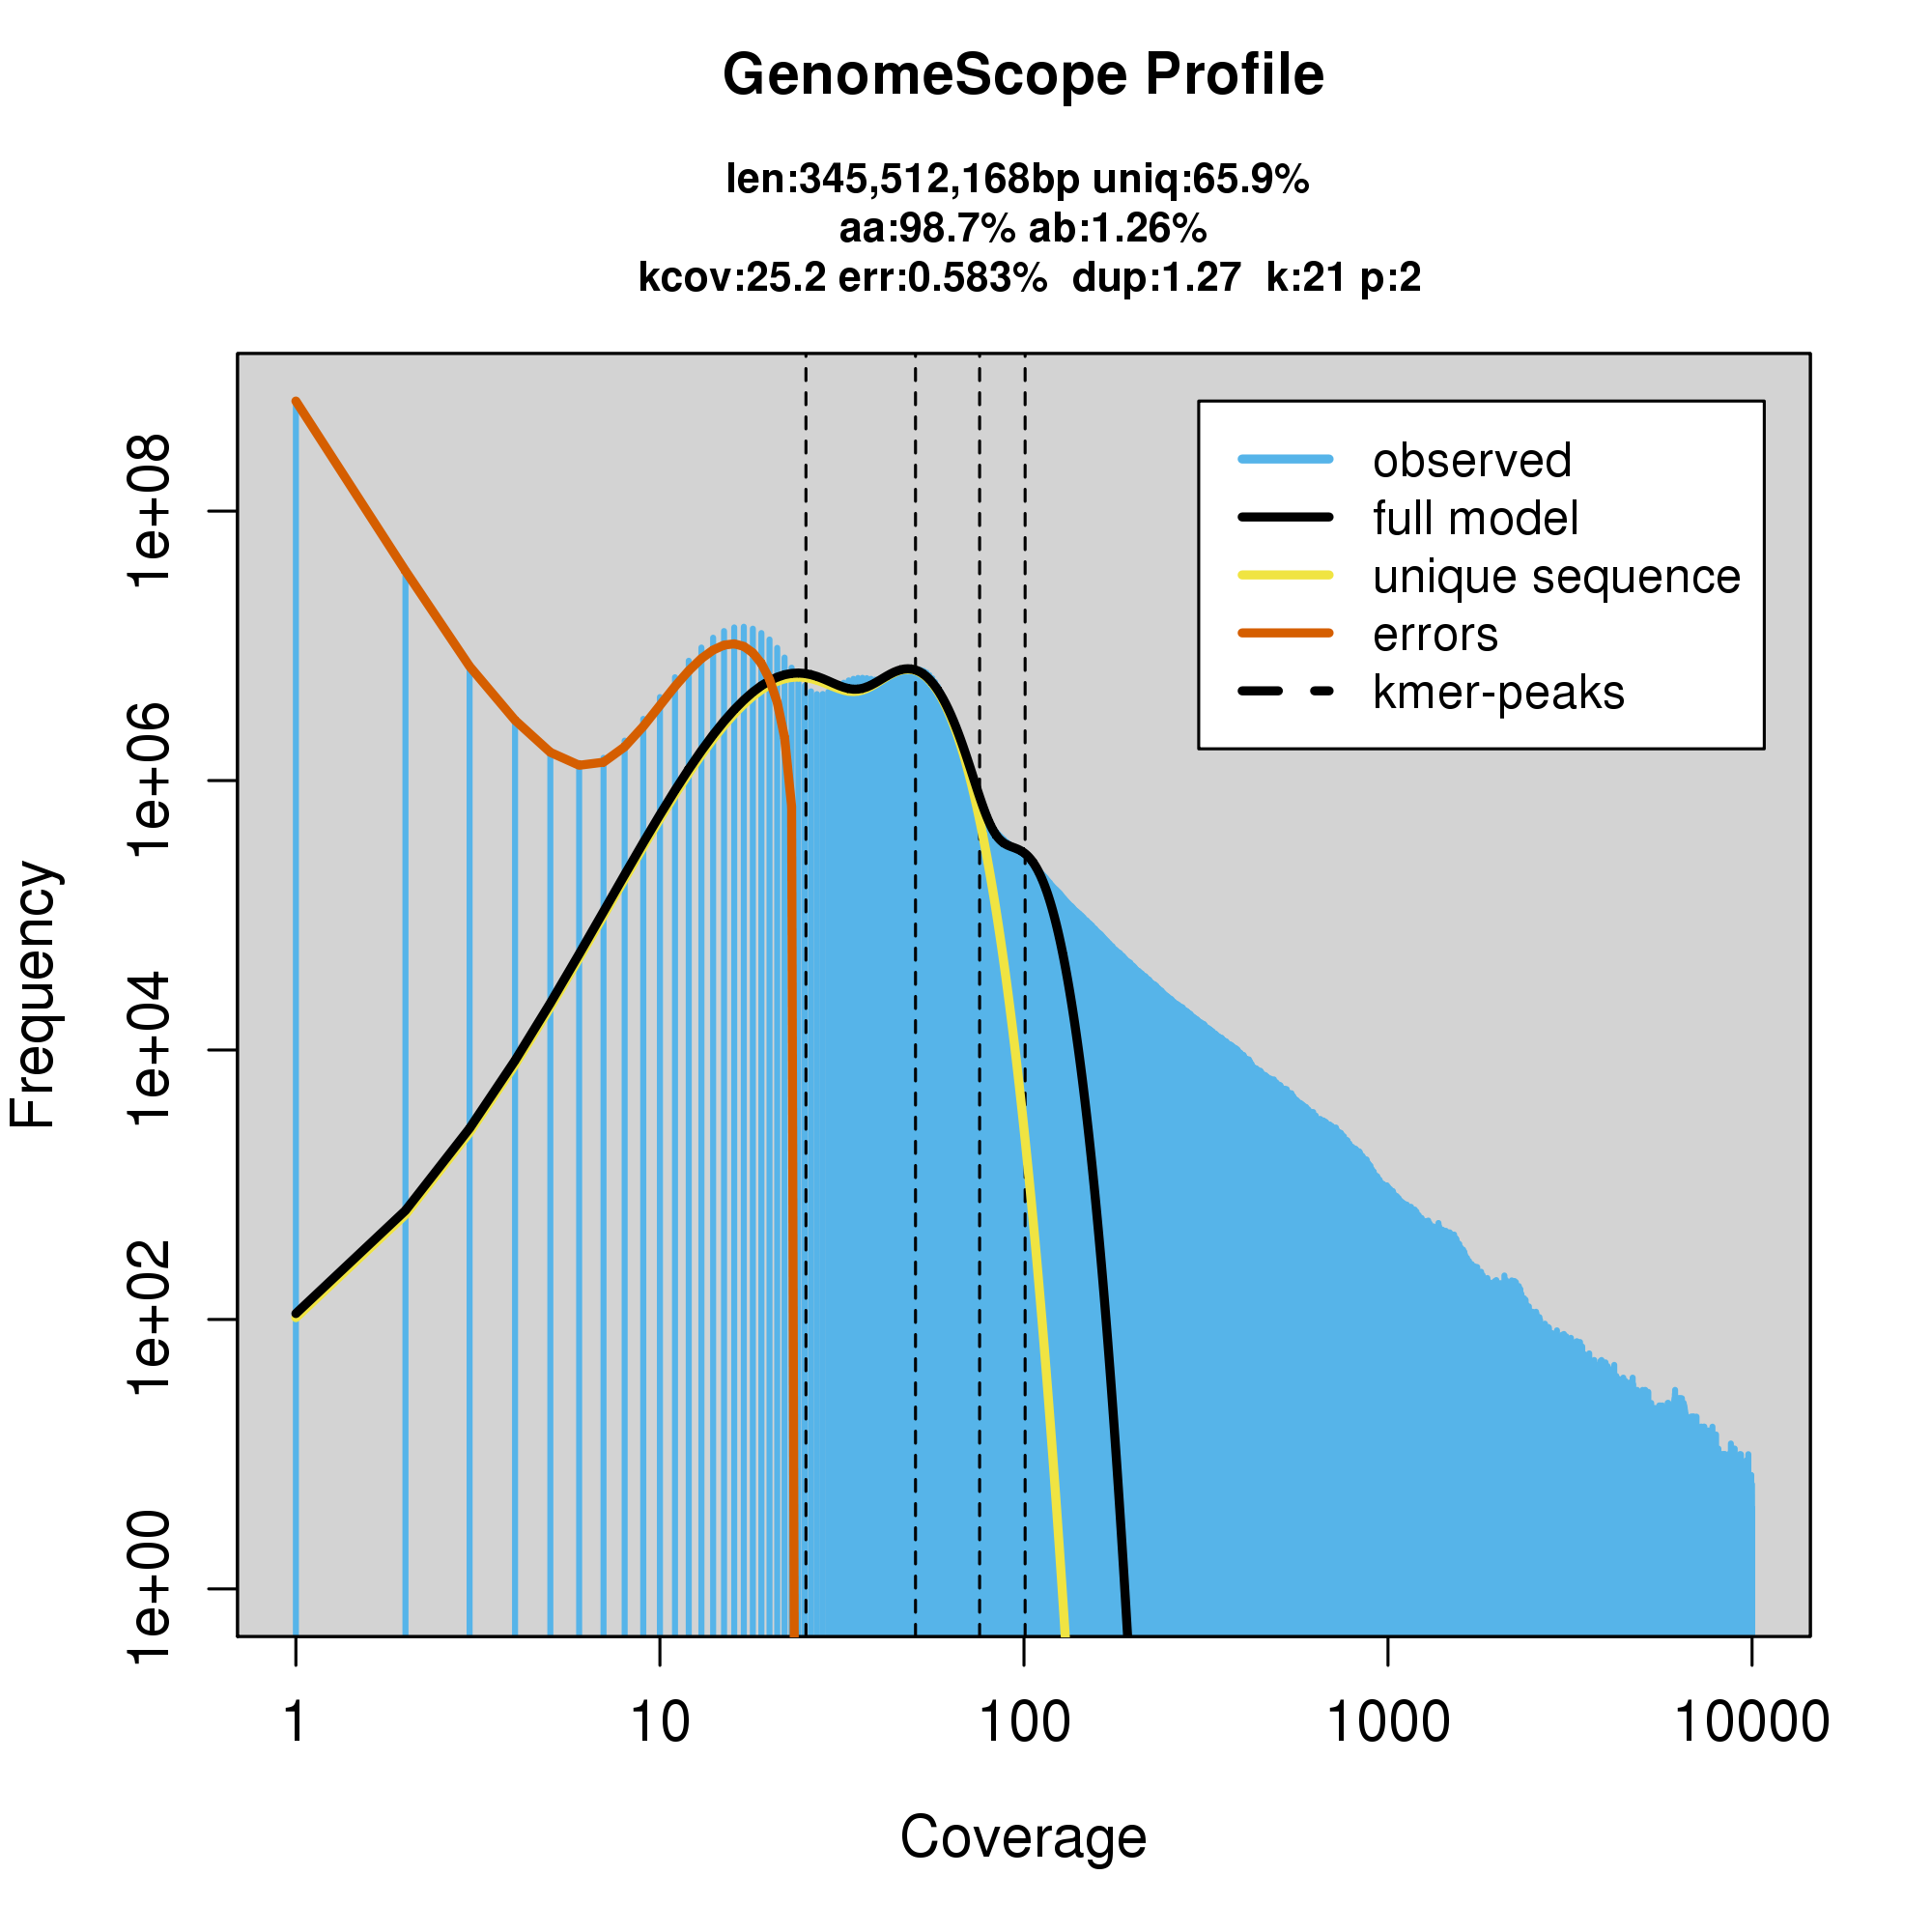 GenomeScope Profile
len:345,512,168bp uniq:65.9%
aa:98.7% ab:1.26%
kcov:25.2 err:0.583% dup:1.27 k:21 p:2
observed
full model
unique sequence
errors
kmer-peaks
Frequency
1e+08
1e+06
1e+04
1e+02
1e+00
1 10 100 1000 10000
Coverage